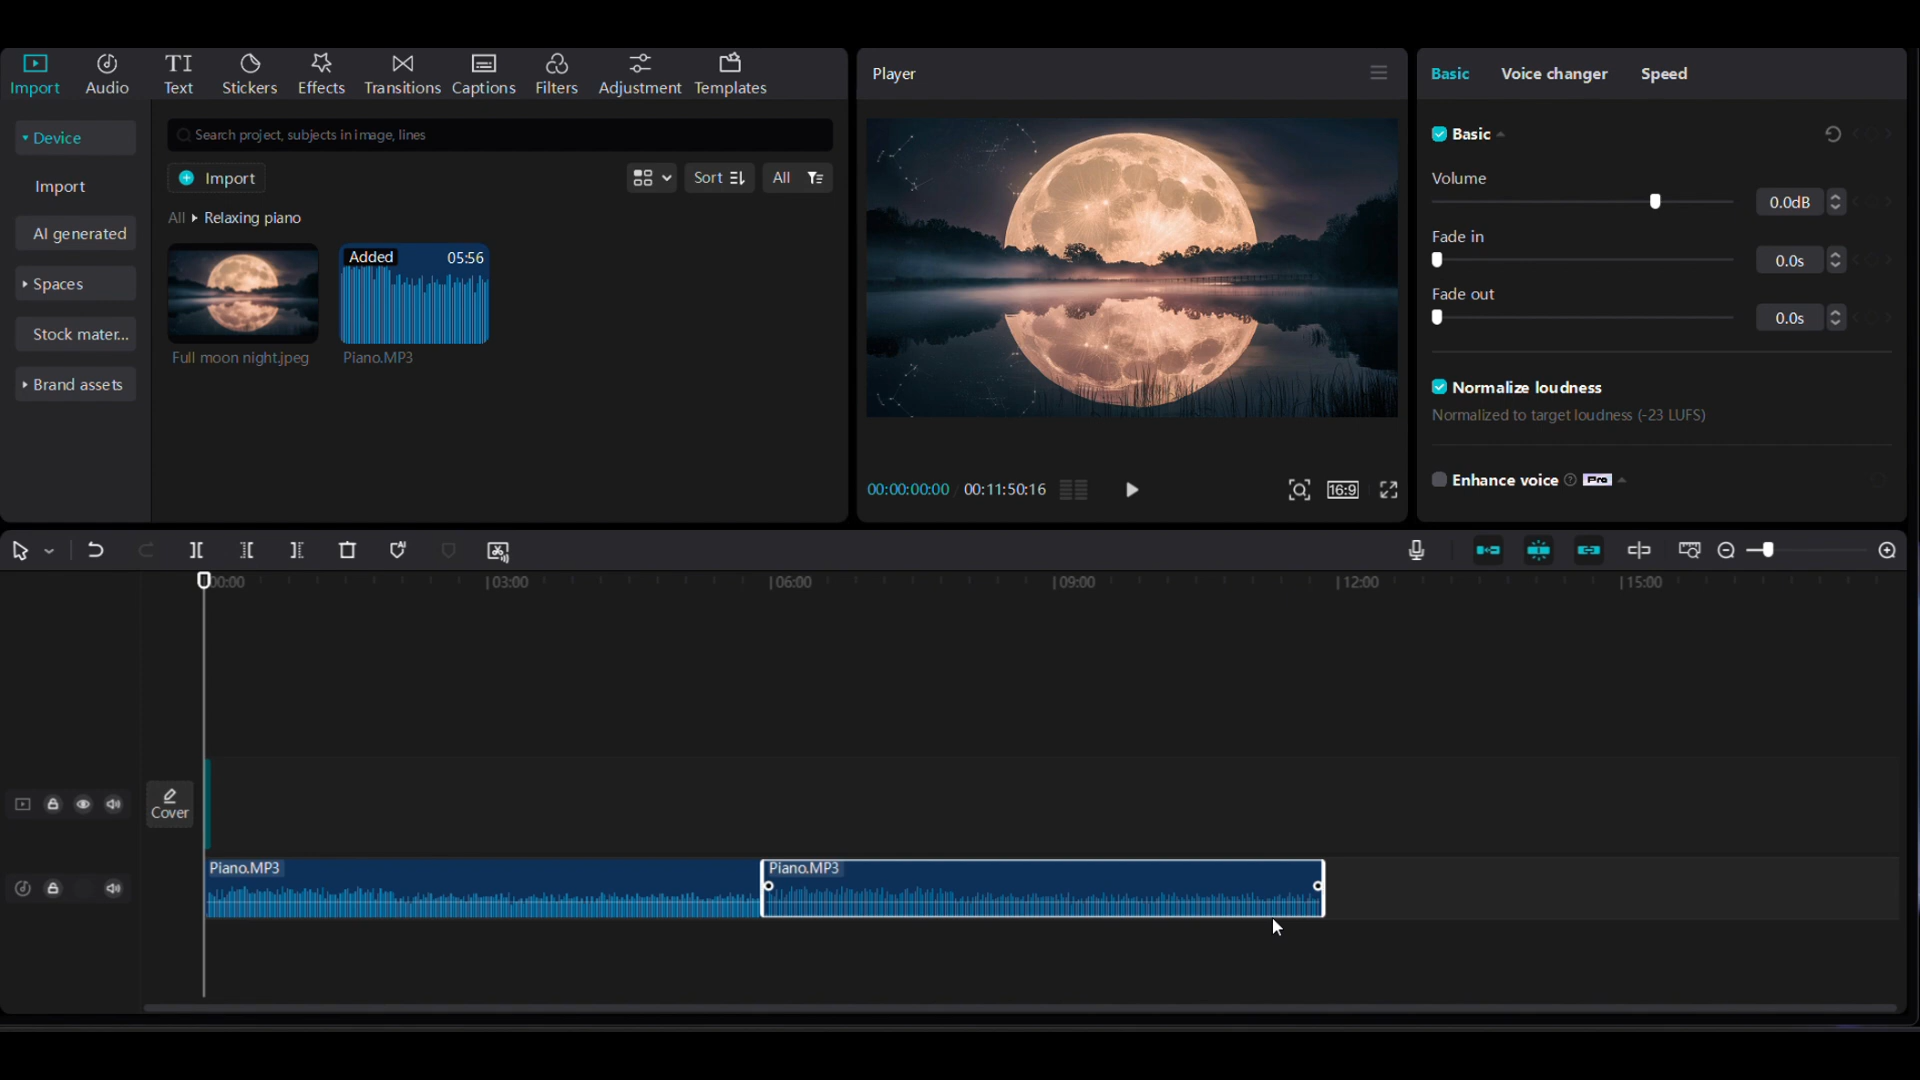 Import
Audio
Text
Stickers
Effects
Transitions
Captions
Filters
Adjustment
Templates
Device
Import
AI generated
Spaces
Stock mater...
Brand assets
Search project, subjects in image, lines
Import
Sort
All
All Relaxing piano
Full moon night.jpeg
Added 05:56
Piano.MP3
Player
00:00:00:00 / 00:11:50:16
16:9
Basic
Voice changer
Speed
Basic
Volume
0.0dB
Fade in
0.0s
Fade out
0.0s
Normalize loudness
Normalized to target loudness (-23 LUFS)
Enhance voice Pro
00:00 |03:00 |06:00 |09:00 |12:00 |15:00
Cover
Piano.MP3
Piano.MP3